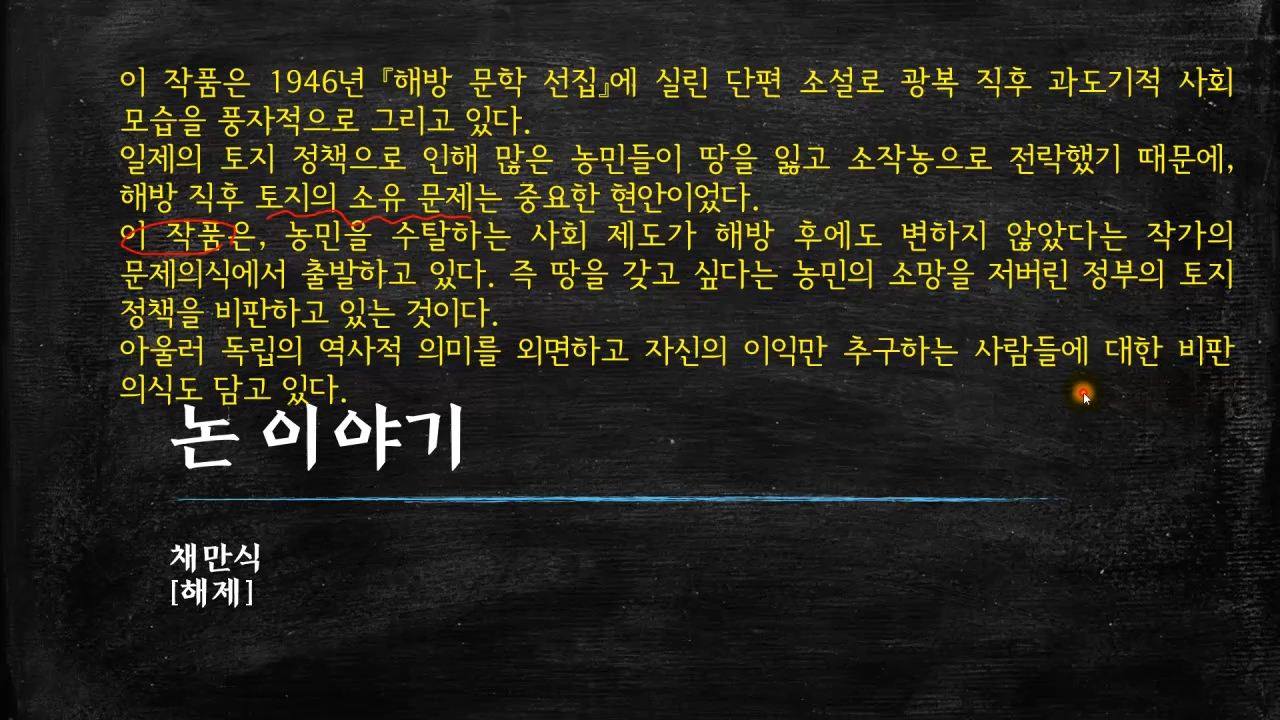 이 작품은 1946년 『해방 문학 선집』에 실린 단편 소설로 광복 직후 과도기적 사회
모습을 풍자적으로 그리고 있다.
일제의 토지 정책으로 인해 많은 농민들이 땅을 잃고 소작농으로 전락했기 때문에,
해방 직후 토지의 소유 문제는 중요한 현안이었다.
이 작품은, 농민을 수탈하는 사회 제도가 해방 후에도 변하지 않았다는 작가의
문제의식에서 출발하고 있다. 즉 땅을 갖고 싶다는 농민의 소망을 저버린 정부의 토지
정책을 비판하고 있는 것이다.
아울러 독립의 역사적 의미를 외면하고 자신의 이익만 추구하는 사람들에 대한 비판
의식도 담고 있다.
논 이야기
채만식
[해제]